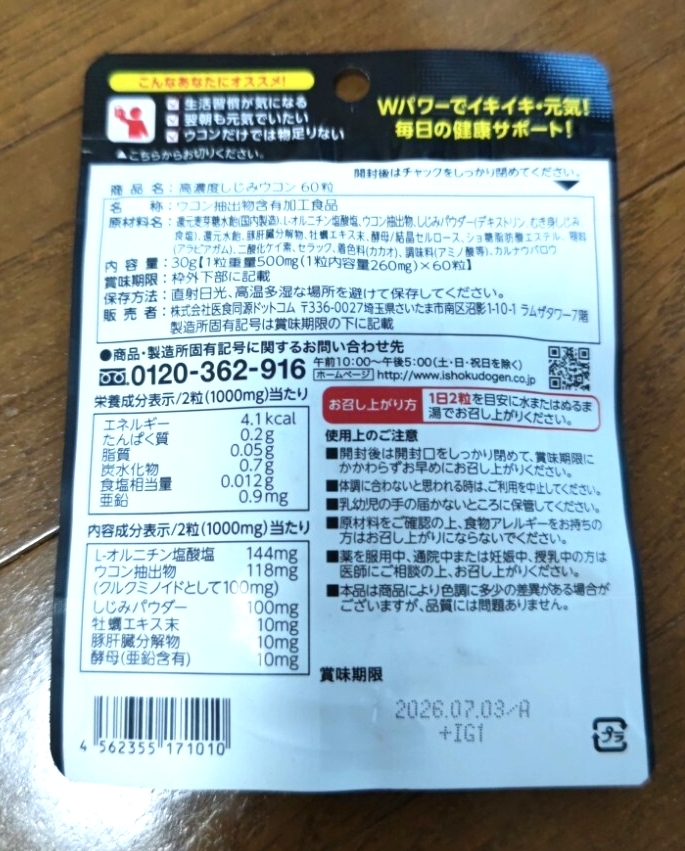 こんなあなたにオススメ!
生活習慣が気になる
翌朝も元気でいたい
ウコンだけでは物足りない
▲こちらからお切りください。
Wパワーでイキイキ・元気!
毎日の健康サポート!
開封後はチャックをしっかり閉めてください。
商品名:高濃度しじみウコン 60粒
名称:ウコン抽出物含有加工食品
原材料名:還元麦芽糖水飴(国内製造)、L-オルニチン塩酸塩、ウコン抽出物、しじみパウダー(デキストリン、むき身しじみ
食塩)、還元水飴、豚肝臓分解物、牡蠣エキス末、酵母/結晶セルロース、ショ糖脂肪酸エステル、糊料
(アラビアガム)、二酸化ケイ素、セラック、着色料(カカオ)、調味料(アミノ酸等)、カルナウバロウ
内容量:30g【1粒重量500mg(1粒内容量260mg)×60粒】
賞味期限:枠外下部に記載
保存方法:直射日光、高温多湿な場所を避けて保存してください。
販売者:株式会社医食同源ドットコム 〒336-0027埼玉県さいたま市南区沼影1-10-1 ラムザタワー7階
製造所固有記号は賞味期限の下に記載
●商品・製造所固有記号に関するお問い合わせ先
0120-362-916
午前10:00〜午後5:00(土・日・祝日を除く)
ホームページ http://www.ishokudogen.co.jp
栄養成分表示/2粒(1000mg)当たり
エネルギー 4.1kcal
たんぱく質 0.2g
脂質 0.05g
炭水化物 0.7g
食塩相当量 0.012g
亜鉛 0.9mg
内容成分表示/2粒(1000mg)当たり
L-オルニチン塩酸塩 144mg
ウコン抽出物 118mg
(クルクミノイドとして100mg)
しじみパウダー 100mg
牡蠣エキス末 10mg
豚肝臓分解物 10mg
酵母(亜鉛含有) 10mg
お召し上がり方
1日2粒を目安に水またはぬるま
湯でお召し上がりください。
使用上のご注意
■開封後は開封口をしっかり閉めて、賞味期限に
かかわらずお早めにお召し上がりください。
■体調に合わないと思われる時は、ご利用を中止してください。
■乳幼児の手の届かないところに保管してください。
■原材料をご確認の上、食物アレルギーをお持ちの
方はお召し上がりにならないでください。
■薬を服用中、通院中または妊娠中、授乳中の方は
医師にご相談の上、お召し上がりください。
■本品は商品により色調に多少の差異がある場合が
ございますが、品質には問題ありません。
賞味期限
2026.07.03/A
+IG1
4 562355 171010
プラ